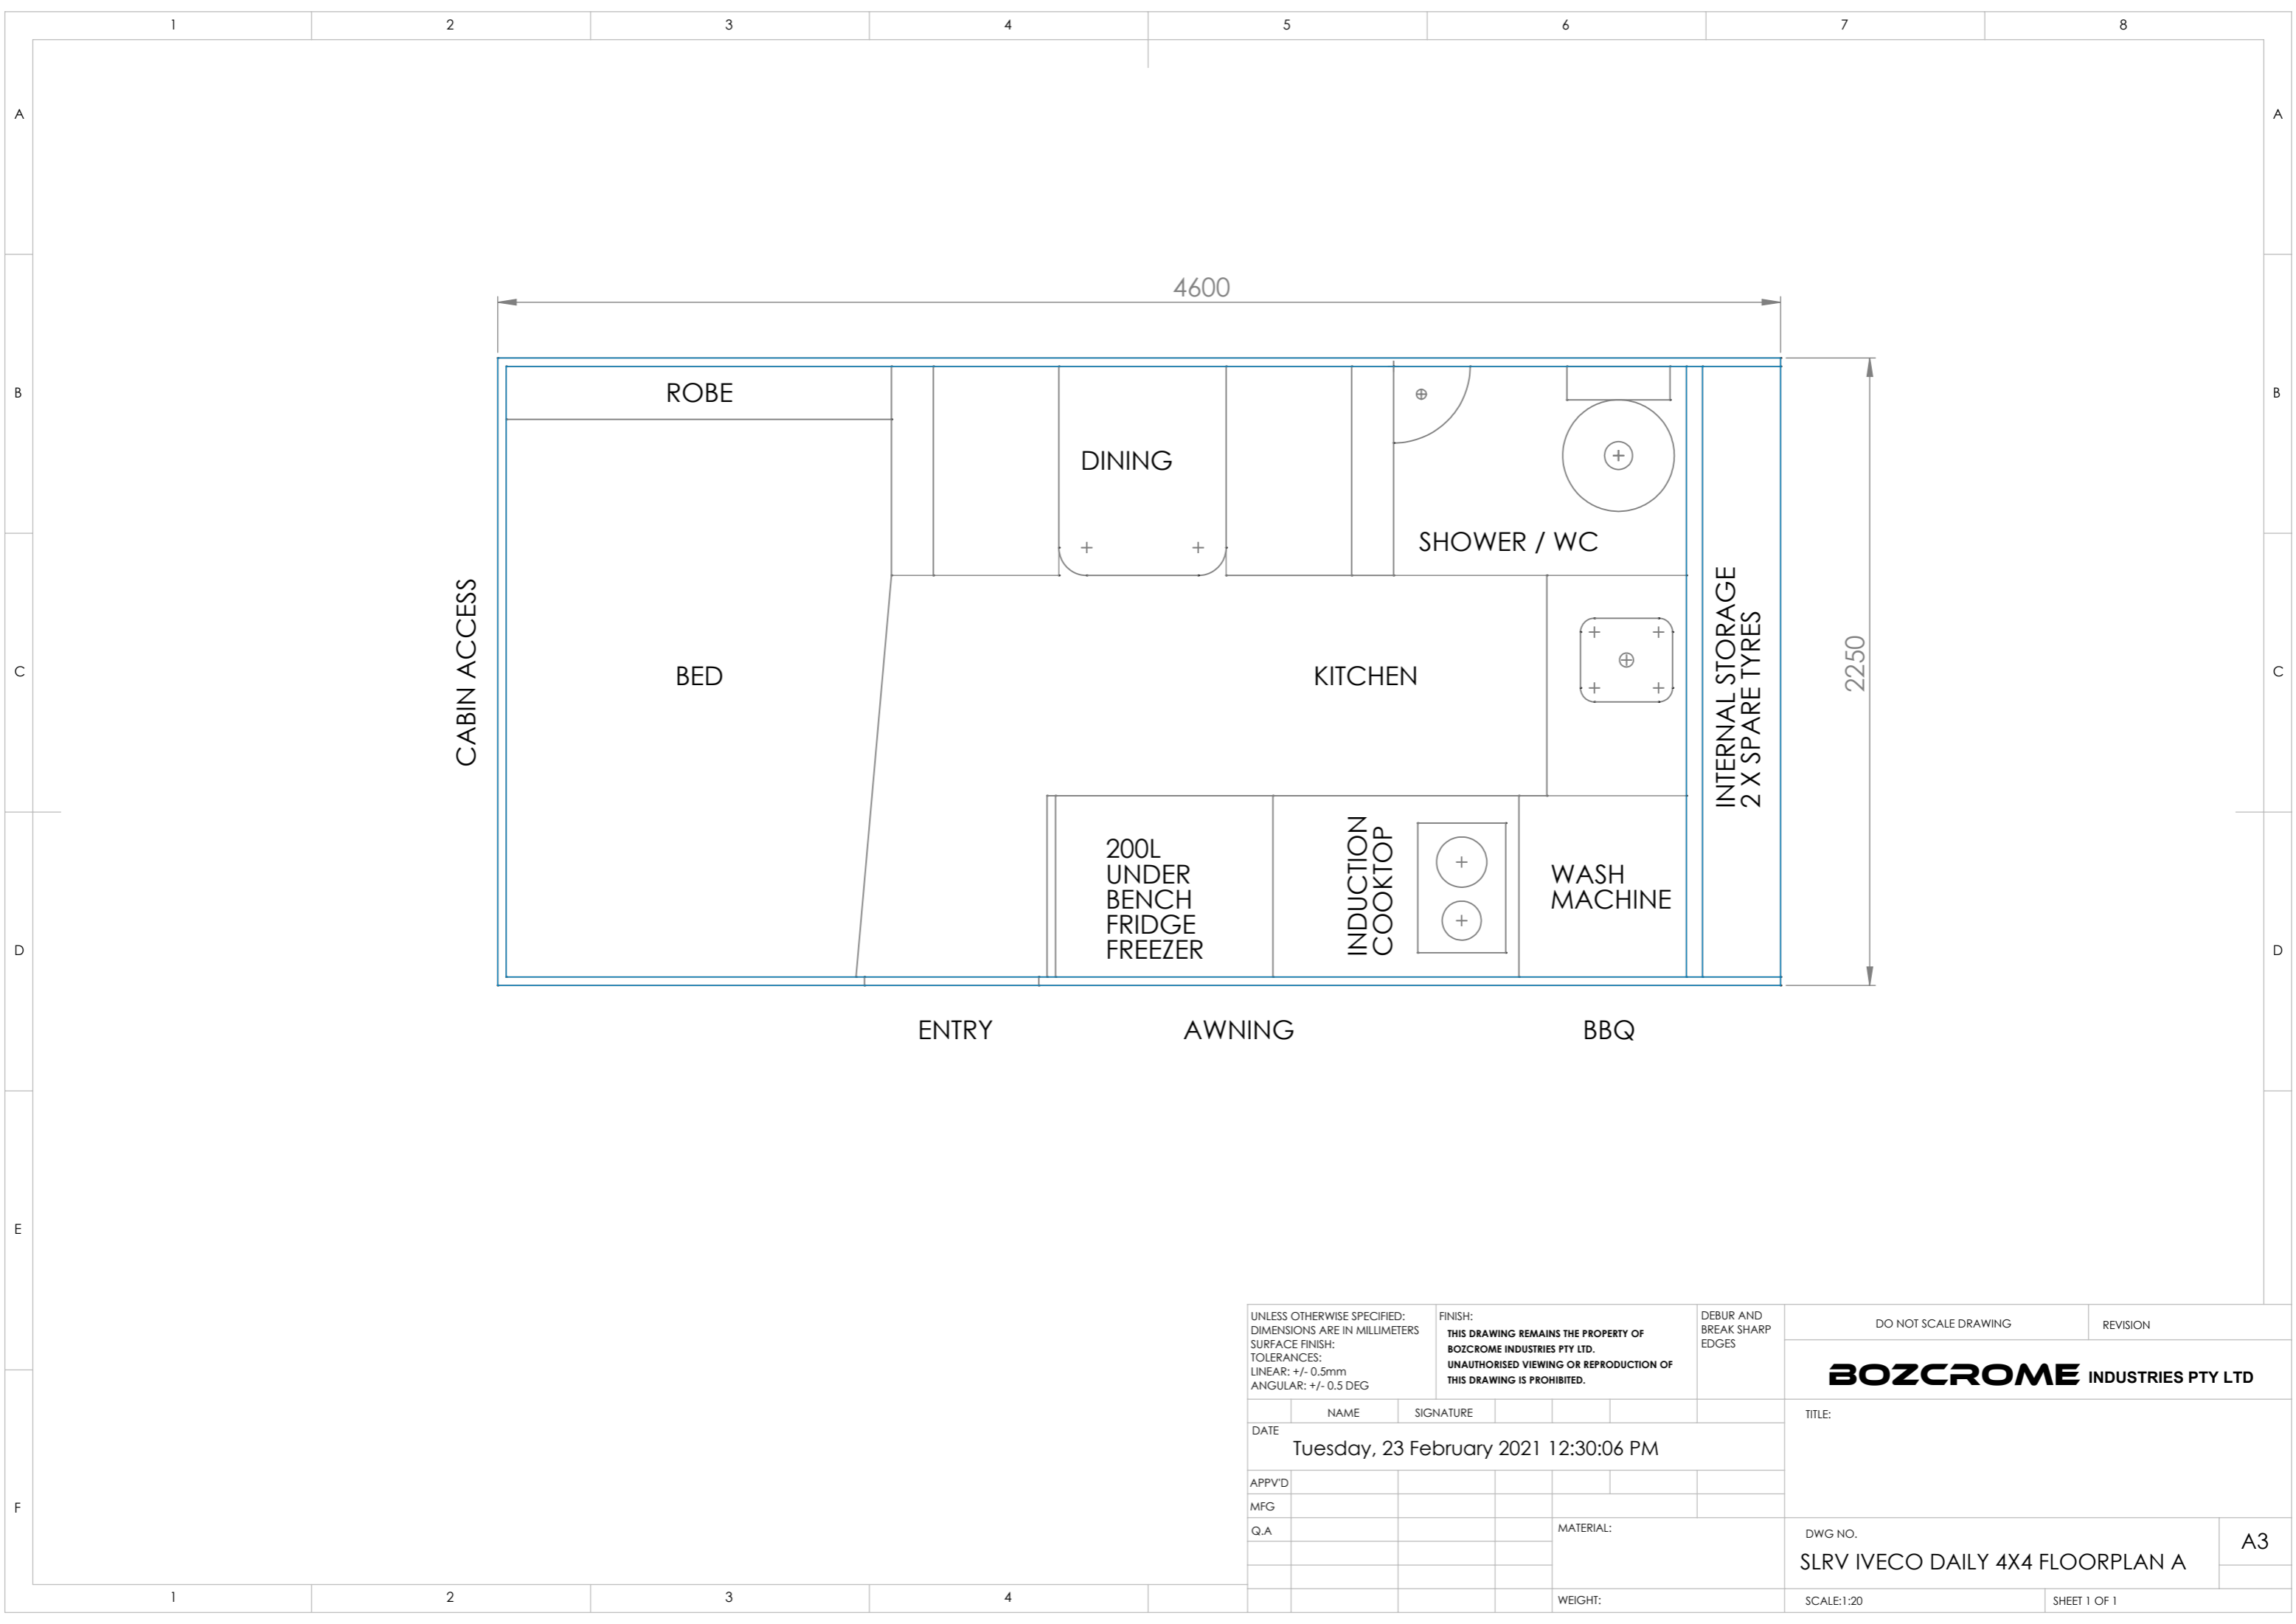 1 2 3 4 5 6 7 8
A A
4600
B B
ROBE
DINING
SHOWER / WC
CABIN ACCESS
BED
KITCHEN
INTERNAL STORAGE
2 X SPARE TYRES
2250
C C
200L
UNDER
BENCH
FRIDGE
FREEZER
INDUCTION
COOKTOP
WASH
MACHINE
D D
ENTRY AWNING BBQ
E
F
UNLESS OTHERWISE SPECIFIED:
DIMENSIONS ARE IN MILLIMETERS
SURFACE FINISH:
TOLERANCES:
LINEAR: +/- 0.5mm
ANGULAR: +/- 0.5 DEG
FINISH:
THIS DRAWING REMAINS THE PROPERTY OF
BOZCROME INDUSTRIES PTY LTD.
UNAUTHORISED VIEWING OR REPRODUCTION OF
THIS DRAWING IS PROHIBITED.
DEBUR AND
BREAK SHARP
EDGES
DO NOT SCALE DRAWING
REVISION
BOZCROME INDUSTRIES PTY LTD
NAME SIGNATURE
TITLE:
DATE
Tuesday, 23 February 2021 12:30:06 PM
APPV'D
MFG
Q.A
MATERIAL:
DWG NO.
SLRV IVECO DAILY 4X4 FLOORPLAN A
A3
WEIGHT:
SCALE:1:20
SHEET 1 OF 1
1 2 3 4